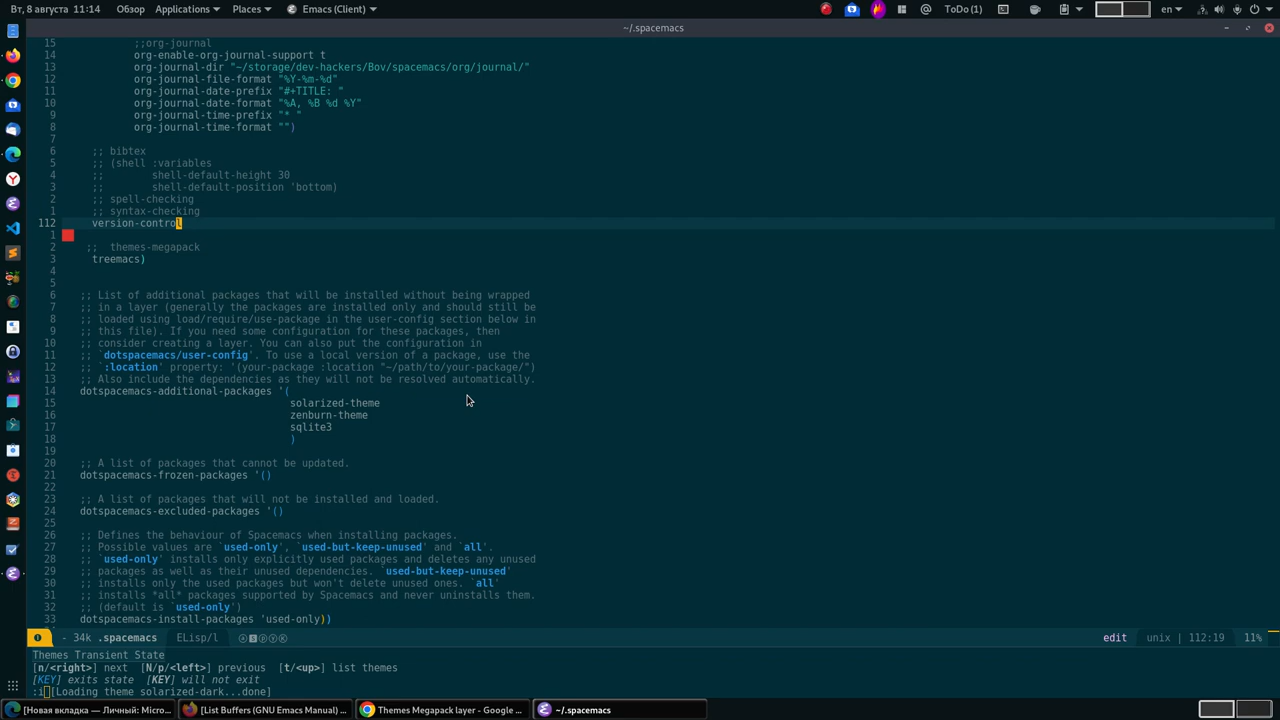 Вт, 8 августа 11:14 Applications Places Emacs (Client) ToDo (1) en
~/.spacemacs
15 ;;org-journal
14 org-enable-org-journal-support t
13 org-journal-dir "~/storage/dev-hackers/Bov/spacemacs/org/journal/"
12 org-journal-file-format "%Y-%m-%d"
11 org-journal-date-prefix "#+TITLE: "
10 org-journal-date-format "%A, %B %d %Y"
9 org-journal-time-prefix "* "
8 org-journal-time-format "")
7
6 ;; bibtex
5 ;; (shell :variables
4 ;; shell-default-height 30
3 ;; shell-default-position 'bottom)
2 ;; spell-checking
1 ;; syntax-checking
112 version-control
1
2 ;; themes-megapack
3 treemacs)
4
5
6 ;; List of additional packages that will be installed without being wrapped
7 ;; in a layer (generally the packages are installed only and should still be
8 ;; loaded using load/require/use-package in the user-config section below in
9 ;; this file). If you need some configuration for these packages, then
10 ;; consider creating a layer. You can also put the configuration in
11 ;; `dotspacemacs/user-config'. To use a local version of a package, use the
12 ;; `:location' property: '(your-package :location "~/path/to/your-package/")
13 ;; Also include the dependencies as they will not be resolved automatically.
14 dotspacemacs-additional-packages '(
15 solarized-theme
16 zenburn-theme
17 sqlite3
18 )
19
20 ;; A list of packages that cannot be updated.
21 dotspacemacs-frozen-packages '()
22
23 ;; A list of packages that will not be installed and loaded.
24 dotspacemacs-excluded-packages '()
25
26 ;; Defines the behaviour of Spacemacs when installing packages.
27 ;; Possible values are `used-only', `used-but-keep-unused' and `all'.
28 ;; `used-only' installs only explicitly used packages and deletes any unused
29 ;; packages as well as their unused dependencies. `used-but-keep-unused'
30 ;; installs only the used packages but won't delete unused ones. `all'
31 ;; installs *all* packages supported by Spacemacs and never uninstalls them.
32 ;; (default is `used-only')
33 dotspacemacs-install-packages 'used-only))
- 34k .spacemacs ELisp/l edit unix | 112:19 11%
Themes Transient State
[n/<right>] next [N/p/<left>] previous [t/<up>] list themes
[KEY] exits state [KEY] will not exit
:i [Loading theme solarized-dark...done]
[Новая вкладка — Личный: Micro... [List Buffers (GNU Emacs Manual) ... Themes Megapack layer - Google ... ~/.spacemacs